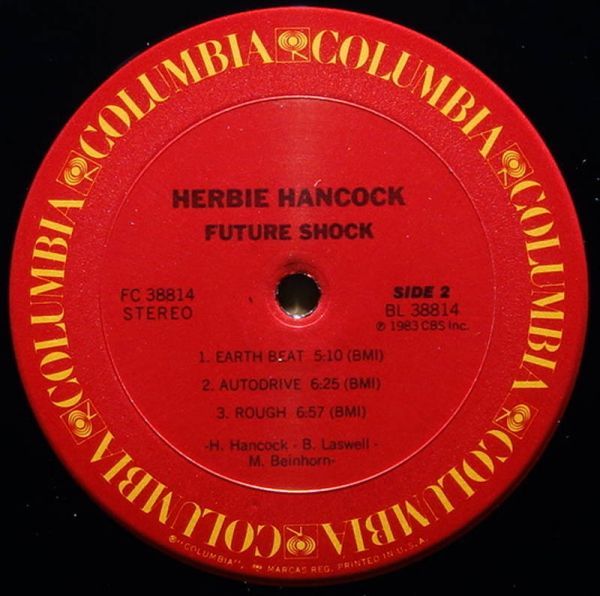 COLUMBIA COLUMBIA COLUMBIA COLUMBIA COLUMBIA COLUMBIA
HERBIE HANCOCK
FUTURE SHOCK
FC 38814
STEREO
SIDE 2
BL 38814
℗ 1983 CBS Inc.
1. EARTH BEAT 5:10 (BMI)
2. AUTODRIVE 6:25 (BMI)
3. ROUGH 6:57 (BMI)
-H. Hancock - B. Laswell -
M. Beinhorn-
"COLUMBIA", MARCAS REG. PRINTED IN U.S.A.